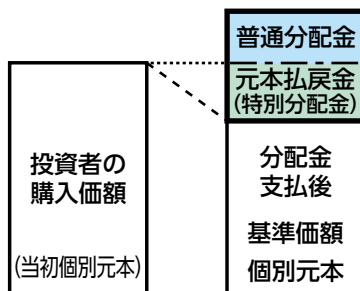 普通分配金
元本払戻金
(特別分配金)
投資者の
購入価額
(当初個別元本)
分配金
支払後
基準価額
個別元本